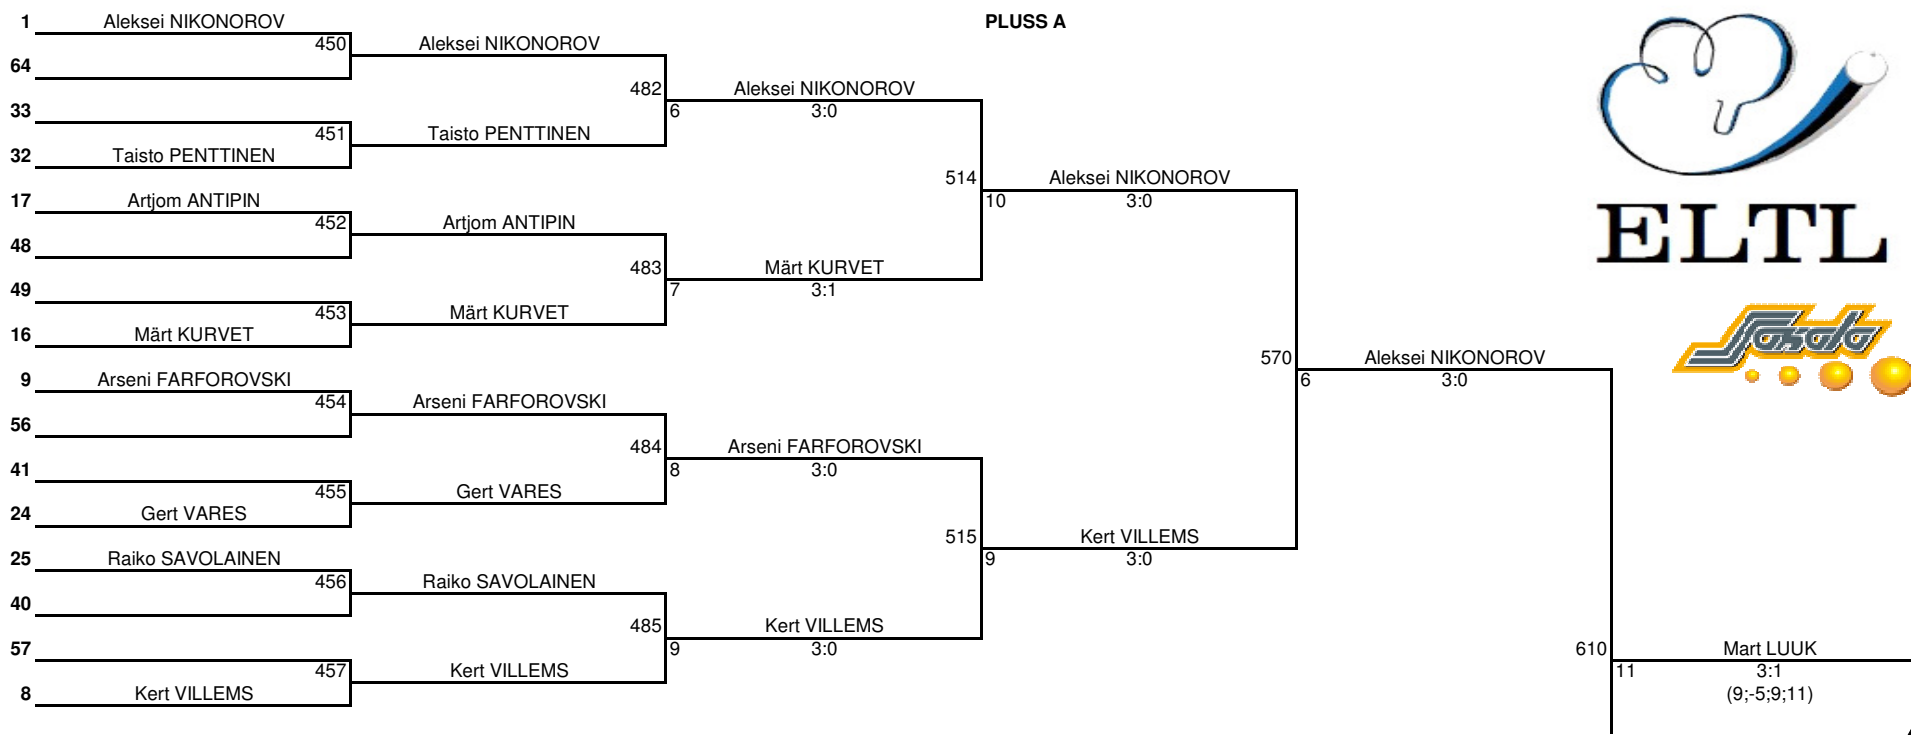 PLUSS A
1 Aleksei NIKONOROV
450 Aleksei NIKONOROV
64
482 Aleksei NIKONOROV
6 3:0
33
451 Taisto PENTTINEN
32 Taisto PENTTINEN
514 Aleksei NIKONOROV
10 3:0
17 Artjom ANTIPIN
452 Artjom ANTIPIN
48
483 Märt KURVET
7 3:1
49
453 Märt KURVET
16 Märt KURVET
570 Aleksei NIKONOROV
6 3:0
9 Arseni FARFOROVSKI
454 Arseni FARFOROVSKI
56
484 Arseni FARFOROVSKI
8 3:0
41
455 Gert VARES
24 Gert VARES
515 Kert VILLEMS
9 3:0
25 Raiko SAVOLAINEN
456 Raiko SAVOLAINEN
40
485 Kert VILLEMS
9 3:0
57
457 Kert VILLEMS
8 Kert VILLEMS
610 Mart LUUK
11 3:1
(9;-5;9;11)
ELTL